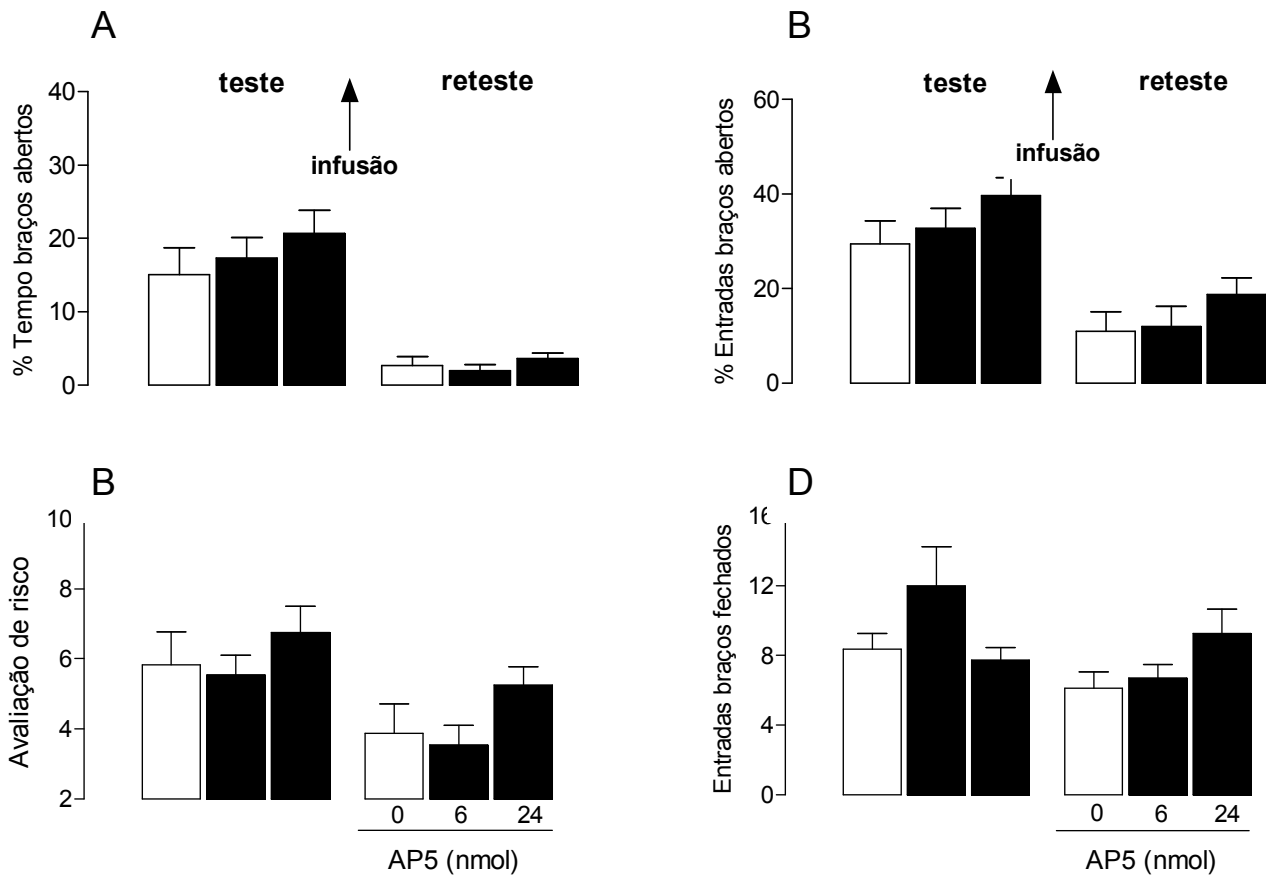 A
teste
reteste
infusão
% Tempo braços abertos
40
30
20
10
0
B
teste
reteste
infusão
% Entradas braços abertos
60
40
20
0
B
Avaliação de risco
10
8
6
4
2
0 6 24
AP5 (nmol)
D
Entradas braços fechados
16
12
8
4
0
0 6 24
AP5 (nmol)